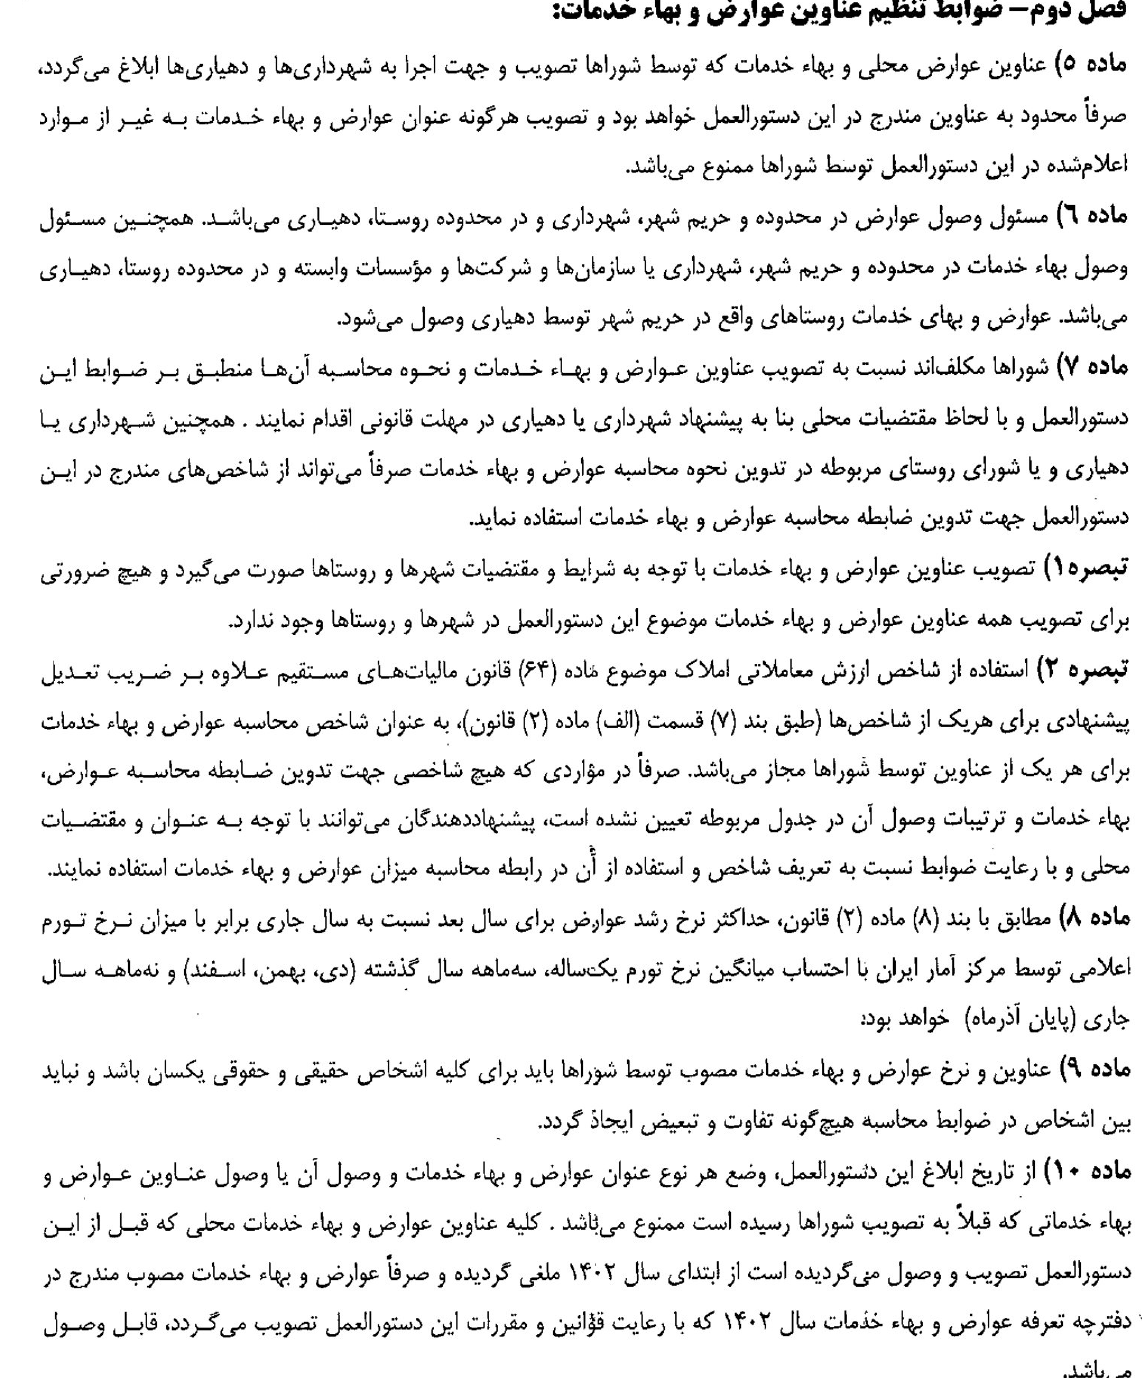 فصل دوم– ضوابط تنظیم عناوین عوارض و بهاء خدمات:
ماده ۵) عناوین عوارض محلی و بهاء خدمات که توسط شوراها تصویب و جهت اجرا به شهرداری‌ها و دهیاری‌ها ابلاغ می‌گردد،
صرفاً محدود به عناوین مندرج در این دستورالعمل خواهد بود و تصویب هرگونه عنوان عوارض و بهاء خدمات به غیر از موارد
اعلام‌شده در این دستورالعمل توسط شوراها ممنوع می‌باشد.
ماده ۶) مسئول وصول عوارض در محدوده و حریم شهر، شهرداری و در محدوده روستا، دهیاری می‌باشد. همچنین مسئول
وصول بهاء خدمات در محدوده و حریم شهر، شهرداری یا سازمان‌ها و شرکت‌ها و مؤسسات وابسته و در محدوده روستا، دهیاری
می‌باشد. عوارض و بهای خدمات روستاهای واقع در حریم شهر توسط دهیاری وصول می‌شود.
ماده ۷) شوراها مکلف‌اند نسبت به تصویب عناوین عوارض و بهاء خدمات و نحوه محاسبه آن‌ها منطبق بر ضوابط این
دستورالعمل و با لحاظ مقتضیات محلی بنا به پیشنهاد شهرداری یا دهیاری در مهلت قانونی اقدام نمایند . همچنین شهرداری یا
دهیاری و یا شورای روستای مربوطه در تدوین نحوه محاسبه عوارض و بهاء خدمات صرفاً می‌تواند از شاخص‌های مندرج در این
دستورالعمل جهت تدوین ضابطه محاسبه عوارض و بهاء خدمات استفاده نماید.
تبصره۱) تصویب عناوین عوارض و بهاء خدمات با توجه به شرایط و مقتضیات شهرها و روستاها صورت می‌گیرد و هیچ ضرورتی
برای تصویب همه عناوین عوارض و بهاء خدمات موضوع این دستورالعمل در شهرها و روستاها وجود ندارد.
تبصره ۲) استفاده از شاخص ارزش معاملاتی املاک موضوع ماده (۶۴) قانون مالیات‌های مستقیم علاوه بر ضریب تعدیل
پیشنهادی برای هریک از شاخص‌ها (طبق بند (۷) قسمت (الف) ماده (۲) قانون)، به عنوان شاخص محاسبه عوارض و بهاء خدمات
برای هر یک از عناوین توسط شوراها مجاز می‌باشد. صرفاً در مواردی که هیچ شاخصی جهت تدوین ضابطه محاسبه عوارض،
بهاء خدمات و ترتیبات وصول آن در جدول مربوطه تعیین نشده است، پیشنهاددهندگان می‌توانند با توجه به عنوان و مقتضیات
محلی و با رعایت ضوابط نسبت به تعریف شاخص و استفاده از آن در رابطه محاسبه میزان عوارض و بهاء خدمات استفاده نمایند.
ماده ۸) مطابق با بند (۸) ماده (۲) قانون، حداکثر نرخ رشد عوارض برای سال بعد نسبت به سال جاری برابر با میزان نرخ تورم
اعلامی توسط مرکز آمار ایران با احتساب میانگین نرخ تورم یک‌ساله، سه‌ماهه سال گذشته (دی، بهمن، اسفند) و نه‌ماهه سال
جاری (پایان آذرماه) خواهد بود.
ماده ۹) عناوین و نرخ عوارض و بهاء خدمات مصوب توسط شوراها باید برای کلیه اشخاص حقیقی و حقوقی یکسان باشد و نباید
بین اشخاص در ضوابط محاسبه هیچ‌گونه تفاوت و تبعیض ایجاد گردد.
ماده ۱۰) از تاریخ ابلاغ این دستورالعمل، وضع هر نوع عنوان عوارض و بهاء خدمات و وصول آن یا وصول عناوین عوارض و
بهاء خدماتی که قبلاً به تصویب شوراها رسیده است ممنوع می‌باشد . کلیه عناوین عوارض و بهاء خدمات محلی که قبل از این
دستورالعمل تصویب و وصول می‌گردیده است از ابتدای سال ۱۴۰۲ ملغی گردیده و صرفاً عوارض و بهاء خدمات مصوب مندرج در
دفترچه تعرفه عوارض و بهاء خدمات سال ۱۴۰۲ که با رعایت قوانین و مقررات این دستورالعمل تصویب می‌گردد، قابل وصول
می‌باشد.